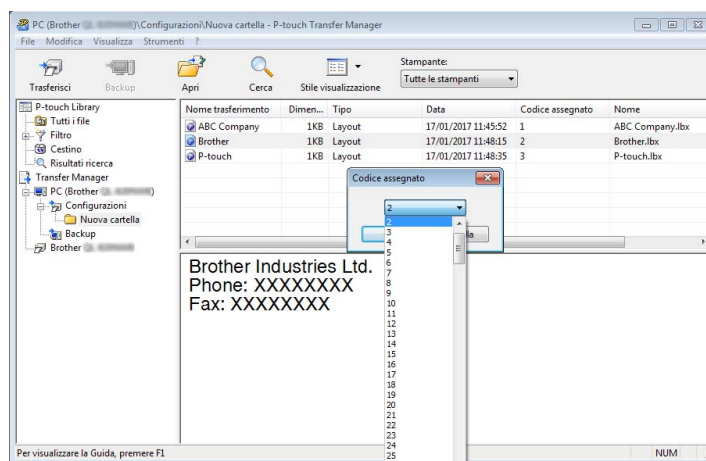 PC (Brother )\Configurazioni\Nuova cartella - P-touch Transfer Manager
File Modifica Visualizza Strumenti ?
Trasferisci Backup Apri Cerca Stile visualizzazione
Stampante:
Tutte le stampanti
P-touch Library
Tutti i file
Filtro
Cestino
Risultati ricerca
Transfer Manager
PC (Brother )
Configurazioni
Nuova cartella
Backup
Brother
Nome trasferimento Dimen... Tipo Data Codice assegnato Nome
ABC Company 1KB Layout 17/01/2017 11:45:52 1 ABC Company.lbx
Brother 1KB Layout 17/01/2017 11:48:15 2 Brother.lbx
P-touch 1KB Layout 17/01/2017 11:48:35 3 P-touch.lbx
Codice assegnato
2
2
3
4
5
6
7
8
9
10
11
12
13
14
15
16
17
18
19
20
21
22
23
24
25
Brother Industries Ltd.
Phone: XXXXXXXX
Fax: XXXXXXXX
Per visualizzare la Guida, premere F1
NUM